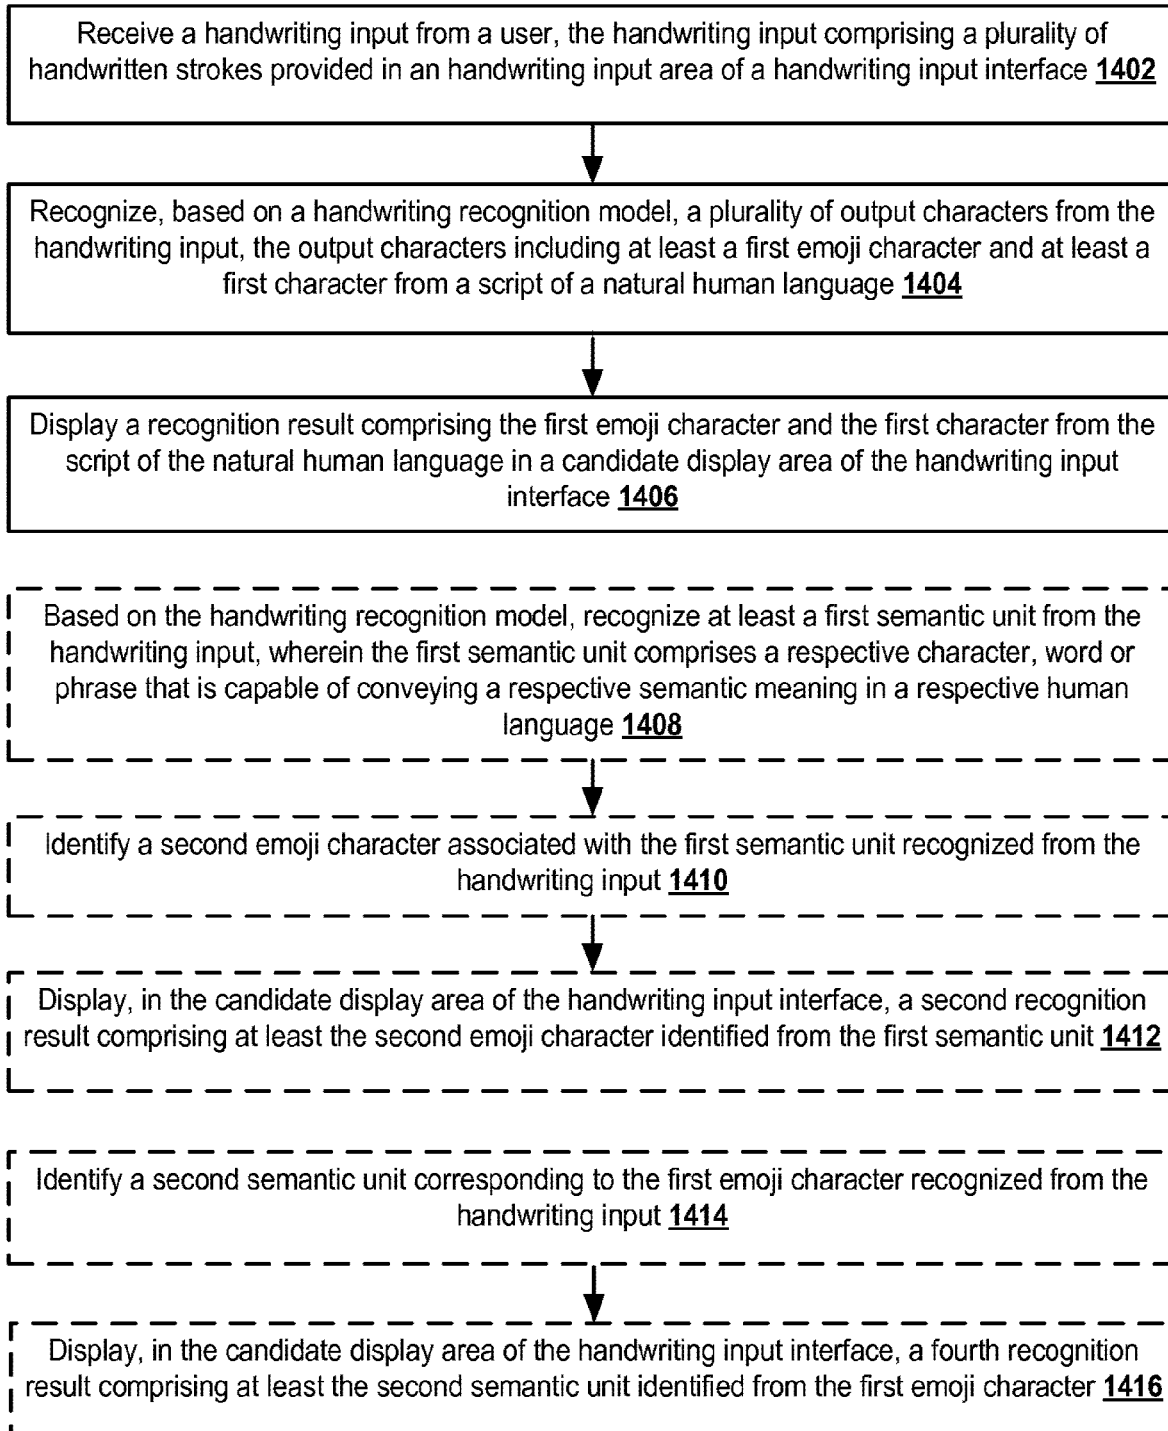 Receive a handwriting input from a user, the handwriting input comprising a plurality of
handwritten strokes provided in an handwriting input area of a handwriting input interface 1402
Recognize, based on a handwriting recognition model, a plurality of output characters from the
handwriting input, the output characters including at least a first emoji character and at least a
first character from a script of a natural human language 1404
Display a recognition result comprising the first emoji character and the first character from the
script of the natural human language in a candidate display area of the handwriting input
interface 1406
Based on the handwriting recognition model, recognize at least a first semantic unit from the
handwriting input, wherein the first semantic unit comprises a respective character, word or
phrase that is capable of conveying a respective semantic meaning in a respective human
language 1408
Identify a second emoji character associated with the first semantic unit recognized from the
handwriting input 1410
Display, in the candidate display area of the handwriting input interface, a second recognition
result comprising at least the second emoji character identified from the first semantic unit 1412
Identify a second semantic unit corresponding to the first emoji character recognized from the
handwriting input 1414
Display, in the candidate display area of the handwriting input interface, a fourth recognition
result comprising at least the second semantic unit identified from the first emoji character 1416